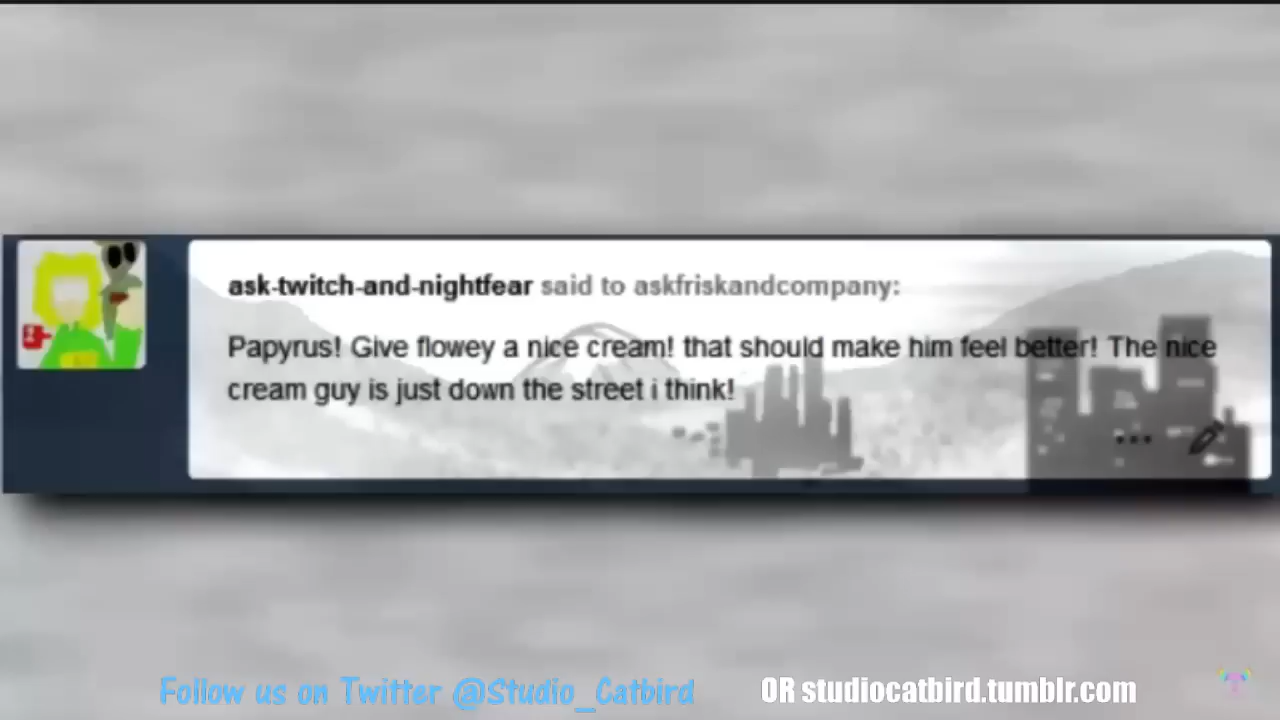 ask-twitch-and-nightfear said to askfriskandcompany:
Papyrus! Give flowey a nice cream! that should make him feel better! The nice
cream guy is just down the street i think!
Follow us on Twitter @Studio_Catbird OR studiocatbird.tumblr.com